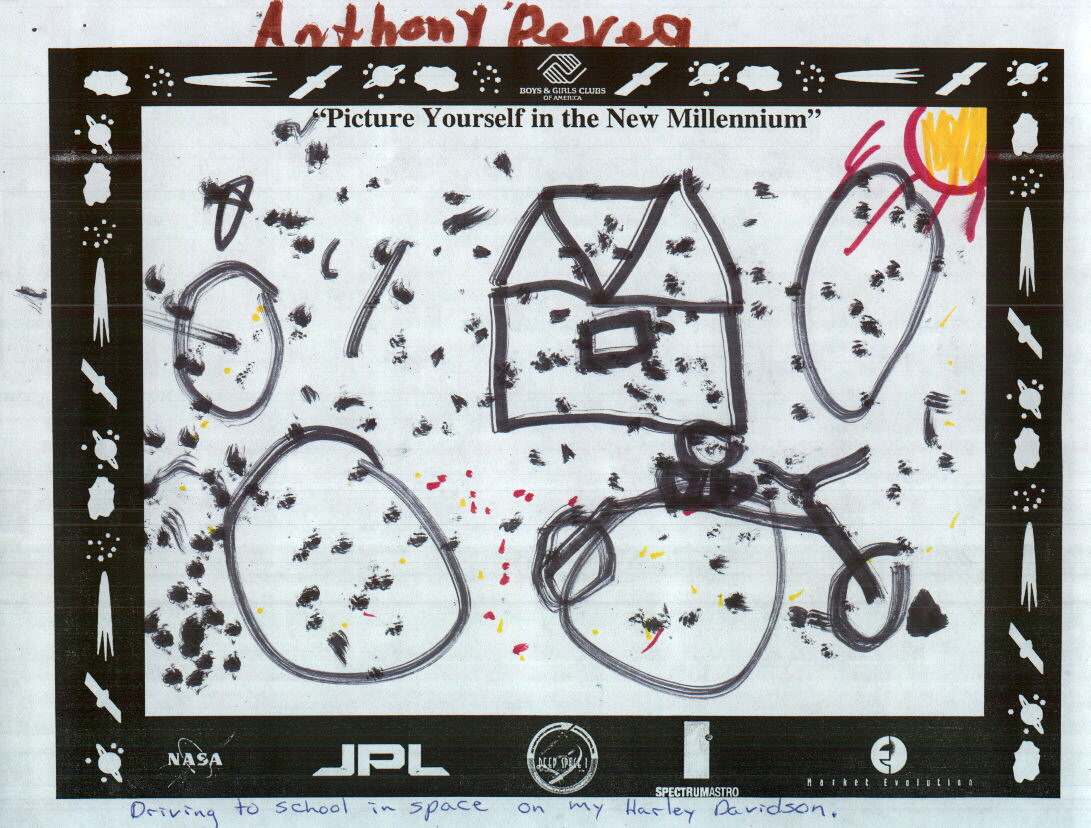 Anthony Perea
BOYS & GIRLS CLUBS
OF AMERICA
“Picture Yourself in the New Millennium”
NASA
JPL
DEEP SPACE 1
SPECTRUMASTRO
Market Evolution
Driving to school in space on my Harley Davidson.